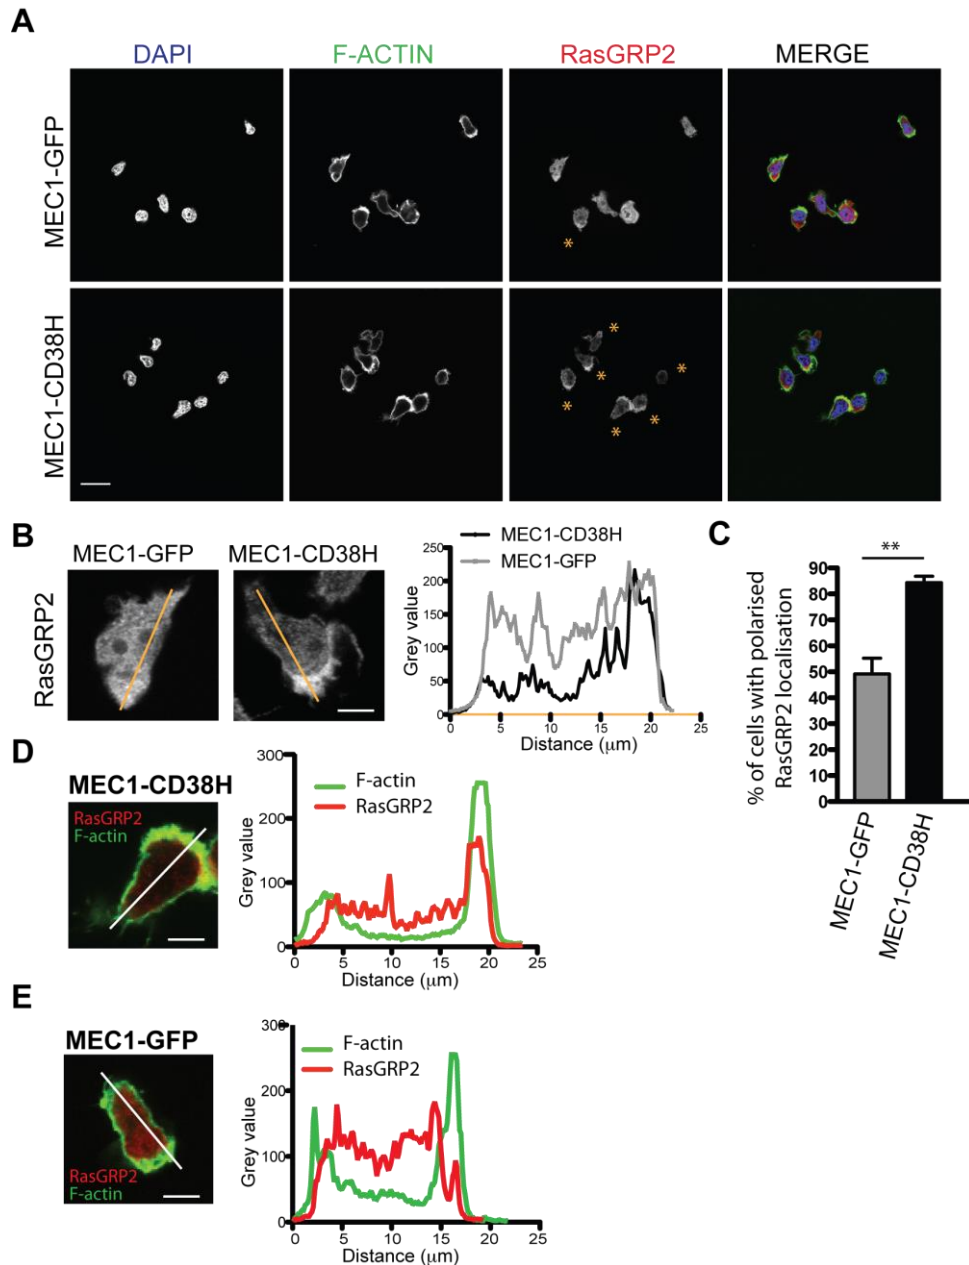 A
DAPI F-ACTIN RasGRP2 MERGE
MEC1-GFP
*
MEC1-CD38H
* * * * * *
B
MEC1-GFP MEC1-CD38H
RasGRP2
MEC1-CD38H
MEC1-GFP
Grey value
250
200
150
100
50
0
0 5 10 15 20 25
Distance (μm)
C
**
% of cells with polarised
RasGRP2 localisation
90
80
70
60
50
40
30
20
10
0
MEC1-GFP
MEC1-CD38H
D
MEC1-CD38H
RasGRP2
F-actin
F-actin
RasGRP2
Grey value
300
200
100
0
0 5 10 15 20 25
Distance (μm)
E
MEC1-GFP
RasGRP2
F-actin
F-actin
RasGRP2
Grey value
300
200
100
0
0 5 10 15 20 25
Distance (μm)